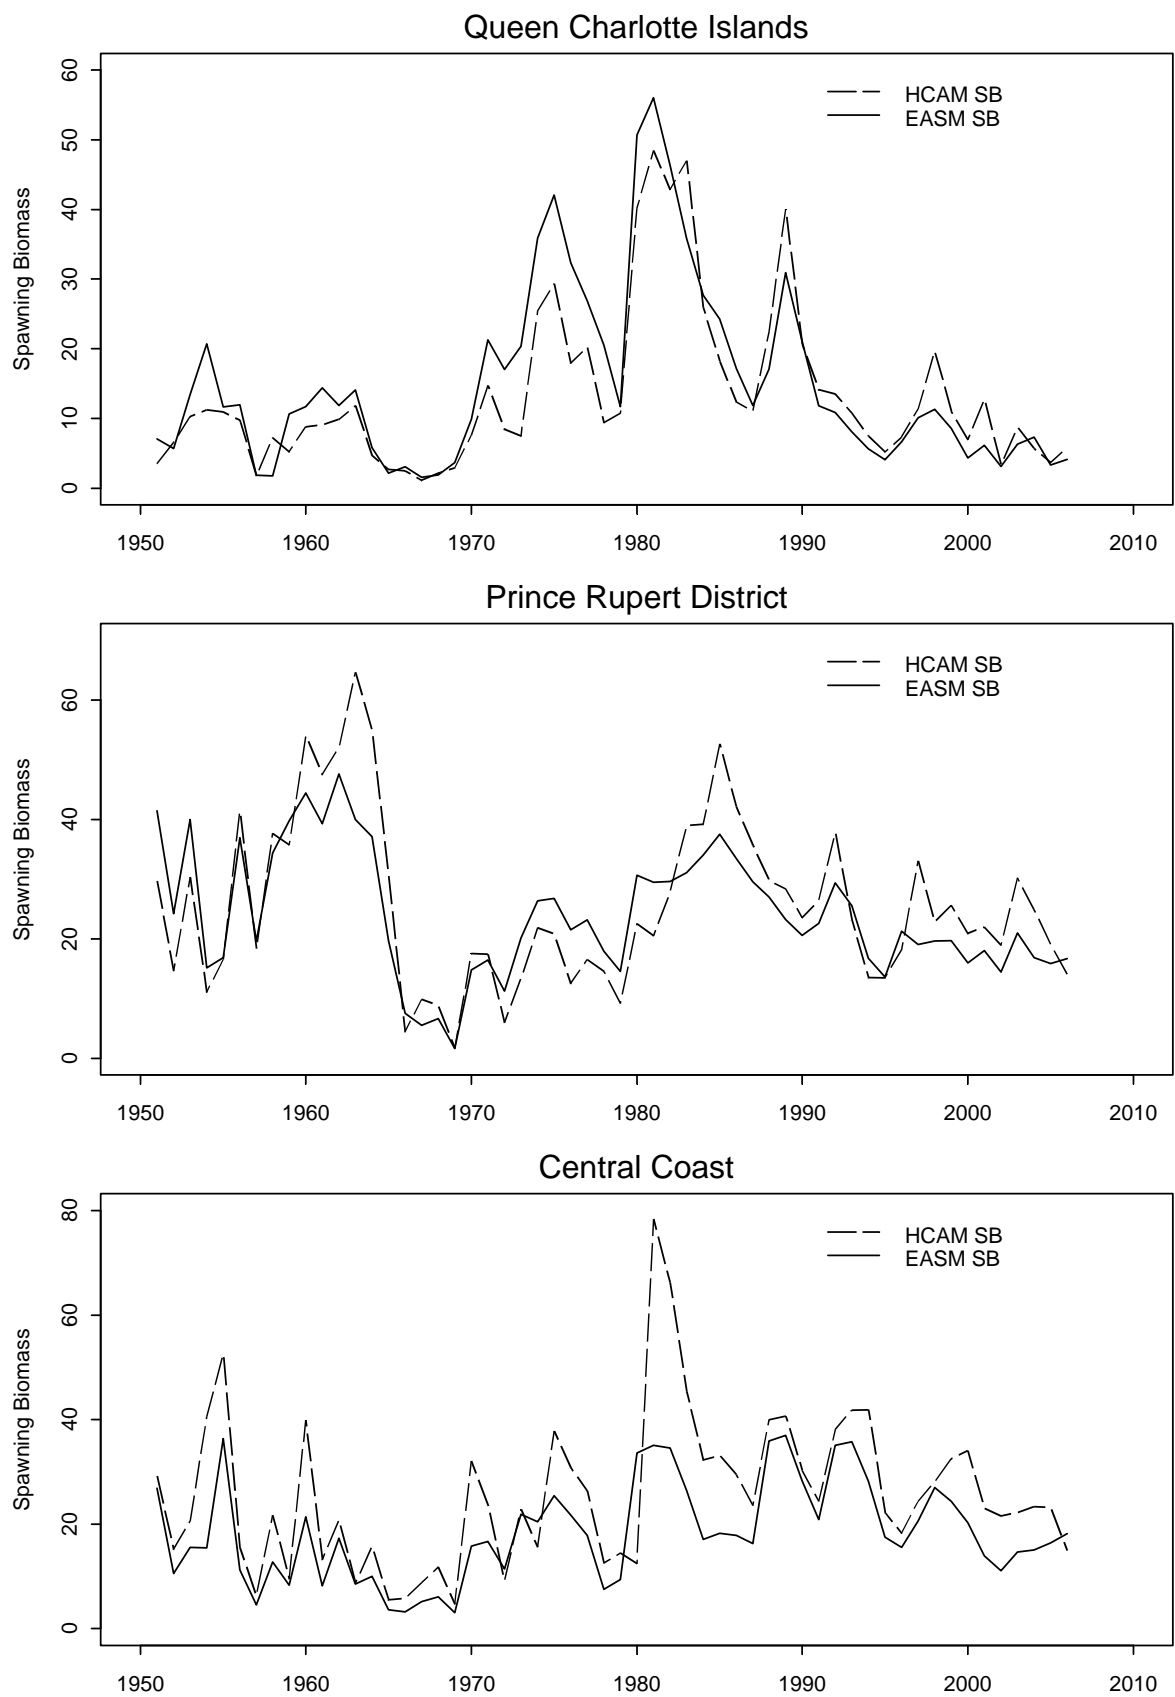 Queen Charlotte Islands
Spawning Biomass
0 10 20 30 40 50 60
HCAM SB
EASM SB
1950 1960 1970 1980 1990 2000 2010
Prince Rupert District
Spawning Biomass
0 20 40 60
HCAM SB
EASM SB
1950 1960 1970 1980 1990 2000 2010
Central Coast
Spawning Biomass
0 20 40 60 80
HCAM SB
EASM SB
1950 1960 1970 1980 1990 2000 2010